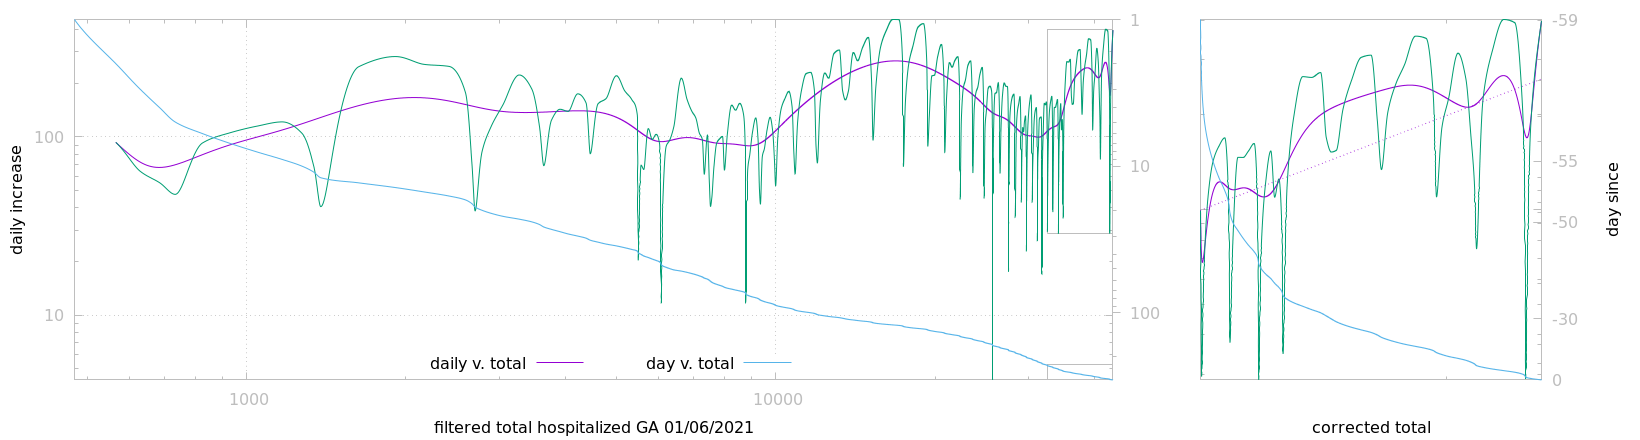 daily increase
100
10
1000
10000
daily v. total
day v. total
1
10
100
filtered total hospitalized GA 01/06/2021
-59
-55
-50
-30
0
day since
corrected total